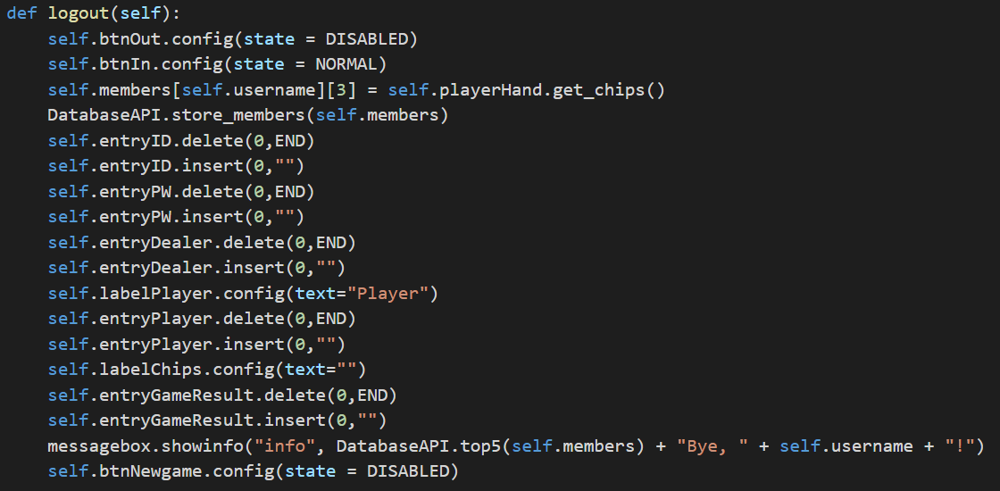 def logout(self):
    self.btnOut.config(state = DISABLED)
    self.btnIn.config(state = NORMAL)
    self.members[self.username][3] = self.playerHand.get_chips()
    DatabaseAPI.store_members(self.members)
    self.entryID.delete(0,END)
    self.entryID.insert(0,"")
    self.entryPW.delete(0,END)
    self.entryPW.insert(0,"")
    self.entryDealer.delete(0,END)
    self.entryDealer.insert(0,"")
    self.labelPlayer.config(text="Player")
    self.entryPlayer.delete(0,END)
    self.entryPlayer.insert(0,"")
    self.labelChips.config(text="")
    self.entryGameResult.delete(0,END)
    self.entryGameResult.insert(0,"")
    messagebox.showinfo("info", DatabaseAPI.top5(self.members) + "Bye, " + self.username + "!")
    self.btnNewgame.config(state = DISABLED)